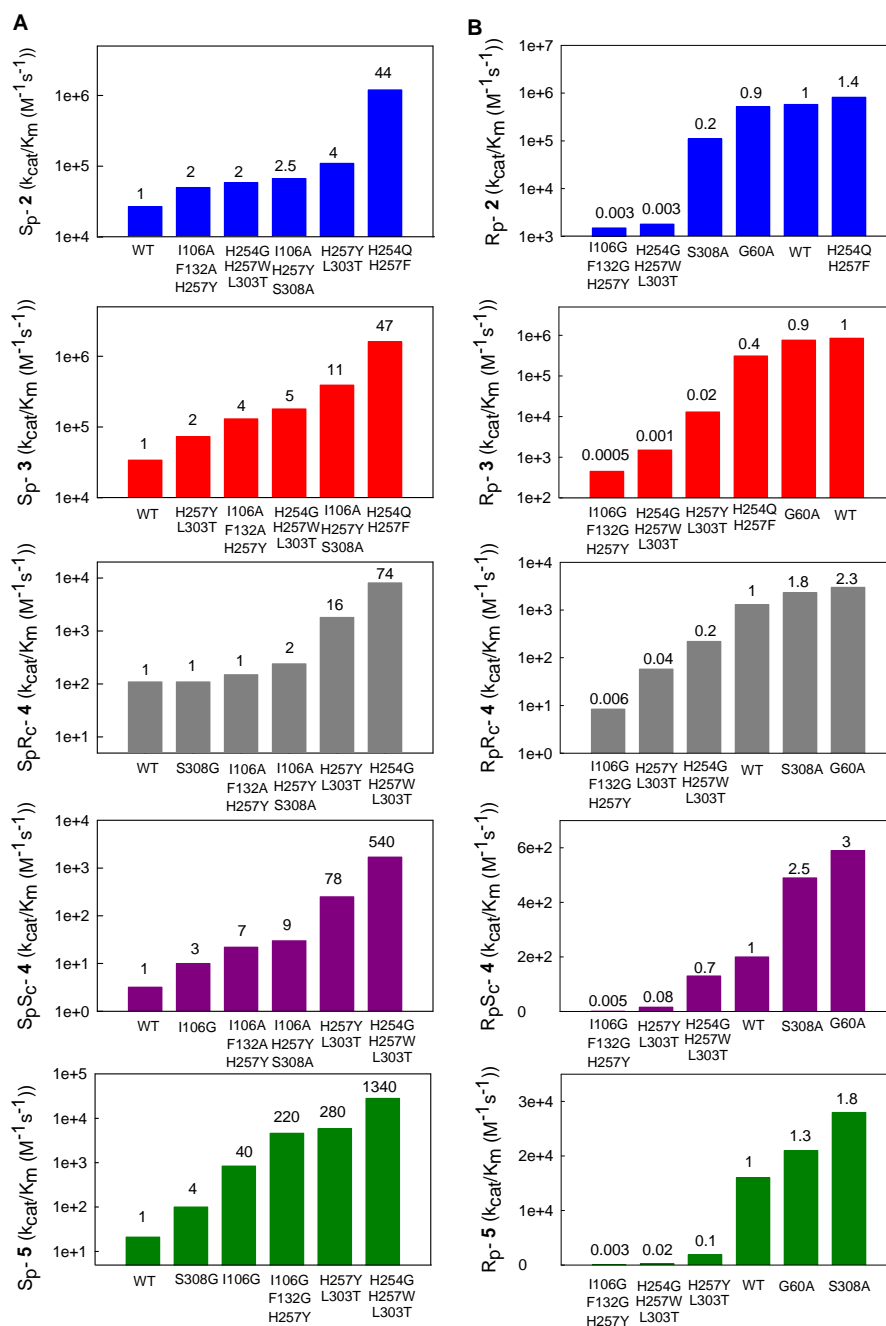 A
Sp- 2 (kcat/Km (M⁻¹s⁻¹))
1e+6
1e+5
1e+4
1
2
2
2.5
4
44
WT
I106A
F132A
H257Y
H254G
H257W
L303T
I106A
H257Y
S308A
H257Y
L303T
H254Q
H257F
Sp- 3 (kcat/Km (M⁻¹s⁻¹))
1e+6
1e+5
1e+4
1
2
4
5
11
47
WT
H257Y
L303T
I106A
F132A
H257Y
H254G
H257W
L303T
I106A
H257Y
S308A
H254Q
H257F
SpRc- 4 (kcat/Km (M⁻¹s⁻¹))
1e+4
1e+3
1e+2
1e+1
1
1
1
2
16
74
WT
S308G
I106A
F132A
H257Y
I106A
H257Y
S308A
H257Y
L303T
H254G
H257W
L303T
SpSc- 4 (kcat/Km (M⁻¹s⁻¹))
1e+4
1e+3
1e+2
1e+1
1e+0
1
3
7
9
78
540
WT
I106G
I106A
F132A
H257Y
I106A
H257Y
S308A
H257Y
L303T
H254G
H257W
L303T
Sp- 5 (kcat/Km (M⁻¹s⁻¹))
1e+5
1e+4
1e+3
1e+2
1e+1
1
4
40
220
280
1340
WT
S308G
I106G
I106G
F132G
H257Y
H257Y
L303T
H254G
H257W
L303T
B
Rp- 2 (kcat/Km (M⁻¹s⁻¹))
1e+7
1e+6
1e+5
1e+4
1e+3
0.003
0.003
0.2
0.9
1
1.4
I106G
F132G
H257Y
H254G
H257W
L303T
S308A
G60A
WT
H254Q
H257F
Rp- 3 (kcat/Km (M⁻¹s⁻¹))
1e+6
1e+5
1e+4
1e+3
1e+2
0.0005
0.001
0.02
0.4
0.9
1
I106G
F132G
H257Y
H254G
H257W
L303T
H257Y
L303T
H254Q
H257F
G60A
WT
RpRc- 4 (kcat/Km (M⁻¹s⁻¹))
1e+4
1e+3
1e+2
1e+1
1e+0
0.006
0.04
0.2
1
1.8
2.3
I106G
F132G
H257Y
H257Y
L303T
H254G
H257W
L303T
WT
S308A
G60A
RpSc- 4 (kcat/Km (M⁻¹s⁻¹))
6e+2
4e+2
2e+2
0
0.005
0.08
0.7
1
2.5
3
I106G
F132G
H257Y
H257Y
L303T
H254G
H257W
L303T
WT
S308A
G60A
Rp- 5 (kcat/Km (M⁻¹s⁻¹))
3e+4
2e+4
1e+4
0
0.003
0.02
0.1
1
1.3
1.8
I106G
F132G
H257Y
H254G
H257W
L303T
H257Y
L303T
WT
G60A
S308A